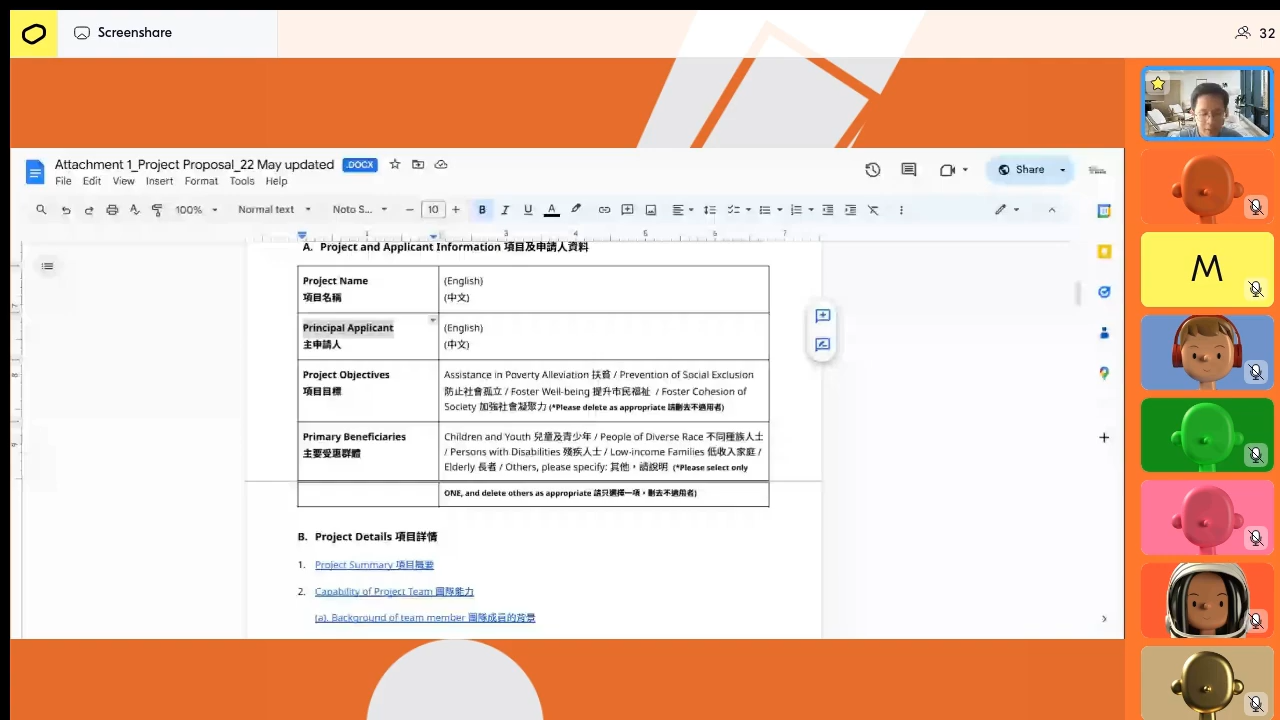 Screenshare
32
Attachment 1_Project Proposal_22 May updated .DOCX
File Edit View Insert Format Tools Help
Share
100% Normal text Noto S... 10 B I U A
1 3 4 5 6 7
A. Project and Applicant Information 項目及申請人資料
Project Name (English)
項目名稱 (中文)
Principal Applicant (English)
主申請人 (中文)
Project Objectives Assistance in Poverty Alleviation 扶貧 / Prevention of Social Exclusion
項目目標 防止社會孤立 / Foster Well-being 提升市民福祉 / Foster Cohesion of
Society 加強社會凝聚力 (*Please delete as appropriate 請刪去不適用者)
Primary Beneficiaries Children and Youth 兒童及青少年 / People of Diverse Race 不同種族人士
主要受惠群體 / Persons with Disabilities 殘疾人士 / Low-income Families 低收入家庭 /
Elderly 長者 / Others, please specify: 其他，請說明 (*Please select only
ONE, and delete others as appropriate 請只選擇一項，刪去不適用者)
B. Project Details 項目詳情
1. Project Summary 項目概要
2. Capability of Project Team 團隊能力
(a). Background of team member 團隊成員的背景
M